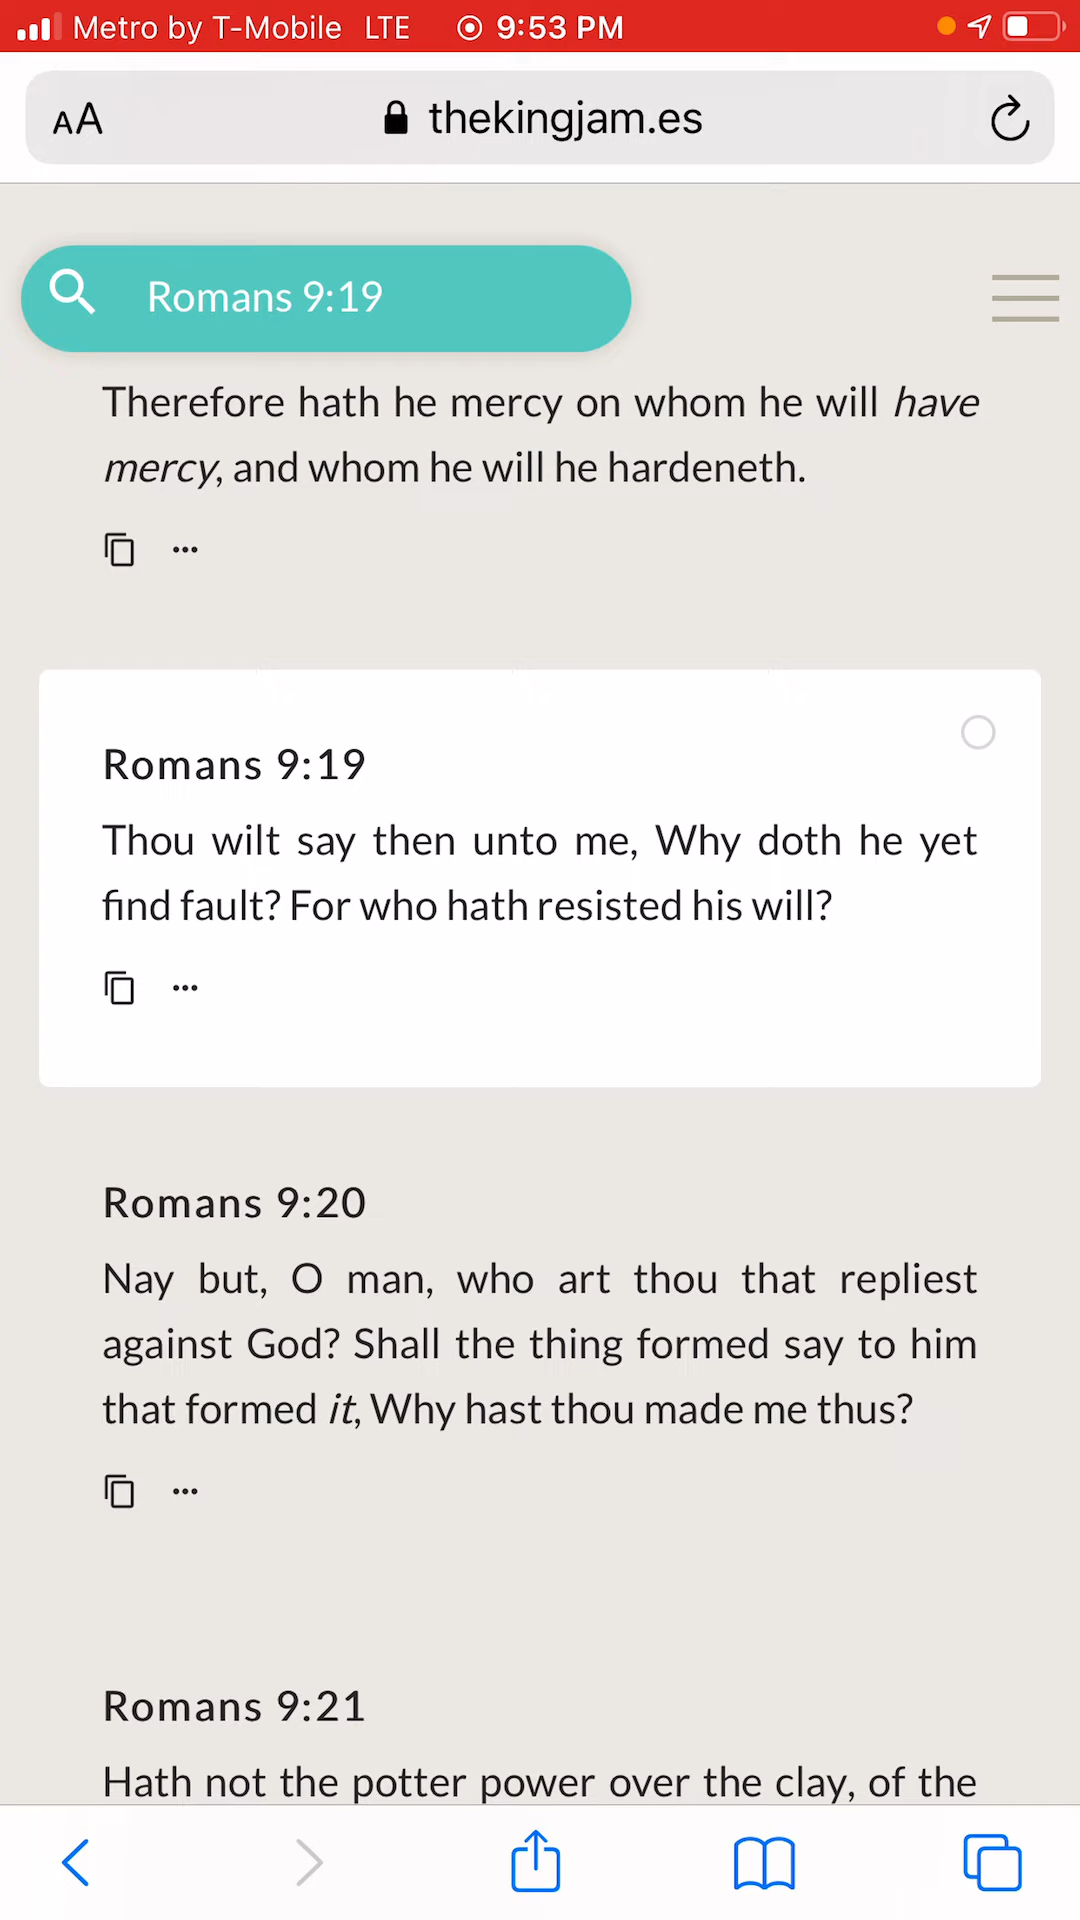 Metro by T-Mobile LTE 9:53 PM
AA thekingjam.es
Romans 9:19
Therefore hath he mercy on whom he will have
mercy, and whom he will he hardeneth.
Romans 9:19
Thou wilt say then unto me, Why doth he yet
find fault? For who hath resisted his will?
Romans 9:20
Nay but, O man, who art thou that repliest
against God? Shall the thing formed say to him
that formed it, Why hast thou made me thus?
Romans 9:21
Hath not the potter power over the clay, of the